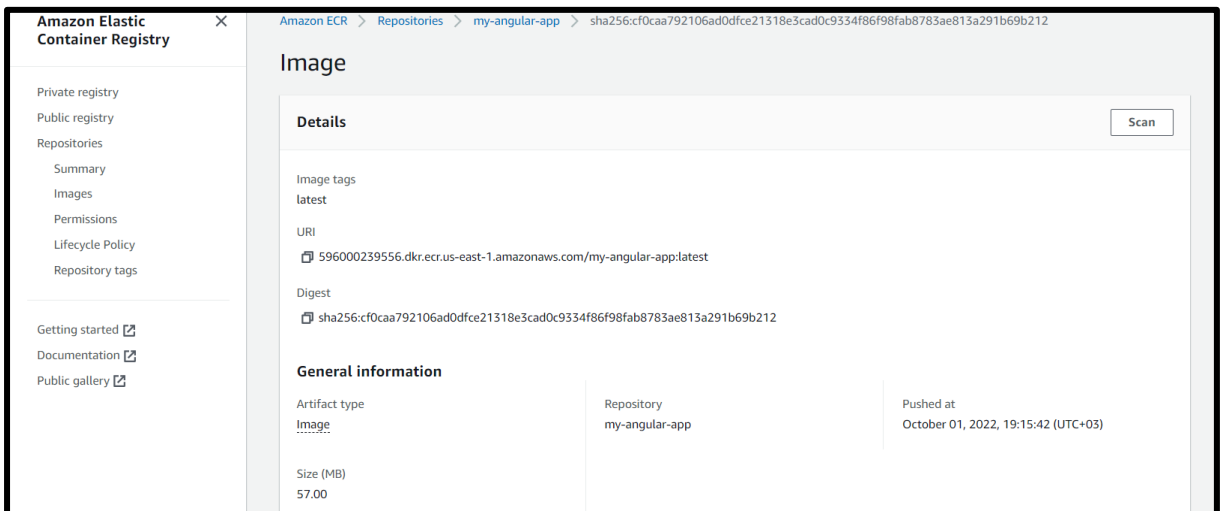 Amazon Elastic
Container Registry
Private registry
Public registry
Repositories
Summary
Images
Permissions
Lifecycle Policy
Repository tags
Getting started
Documentation
Public gallery
Amazon ECR > Repositories > my-angular-app > sha256:cf0caa792106ad0dfce21318e3cad0c9334f86f98fab8783ae813a291b69b212
Image
Details
Scan
Image tags
latest
URI
596000239556.dkr.ecr.us-east-1.amazonaws.com/my-angular-app:latest
Digest
sha256:cf0caa792106ad0dfce21318e3cad0c9334f86f98fab8783ae813a291b69b212
General information
Artifact type
Image
Repository
my-angular-app
Pushed at
October 01, 2022, 19:15:42 (UTC+03)
Size (MB)
57.00